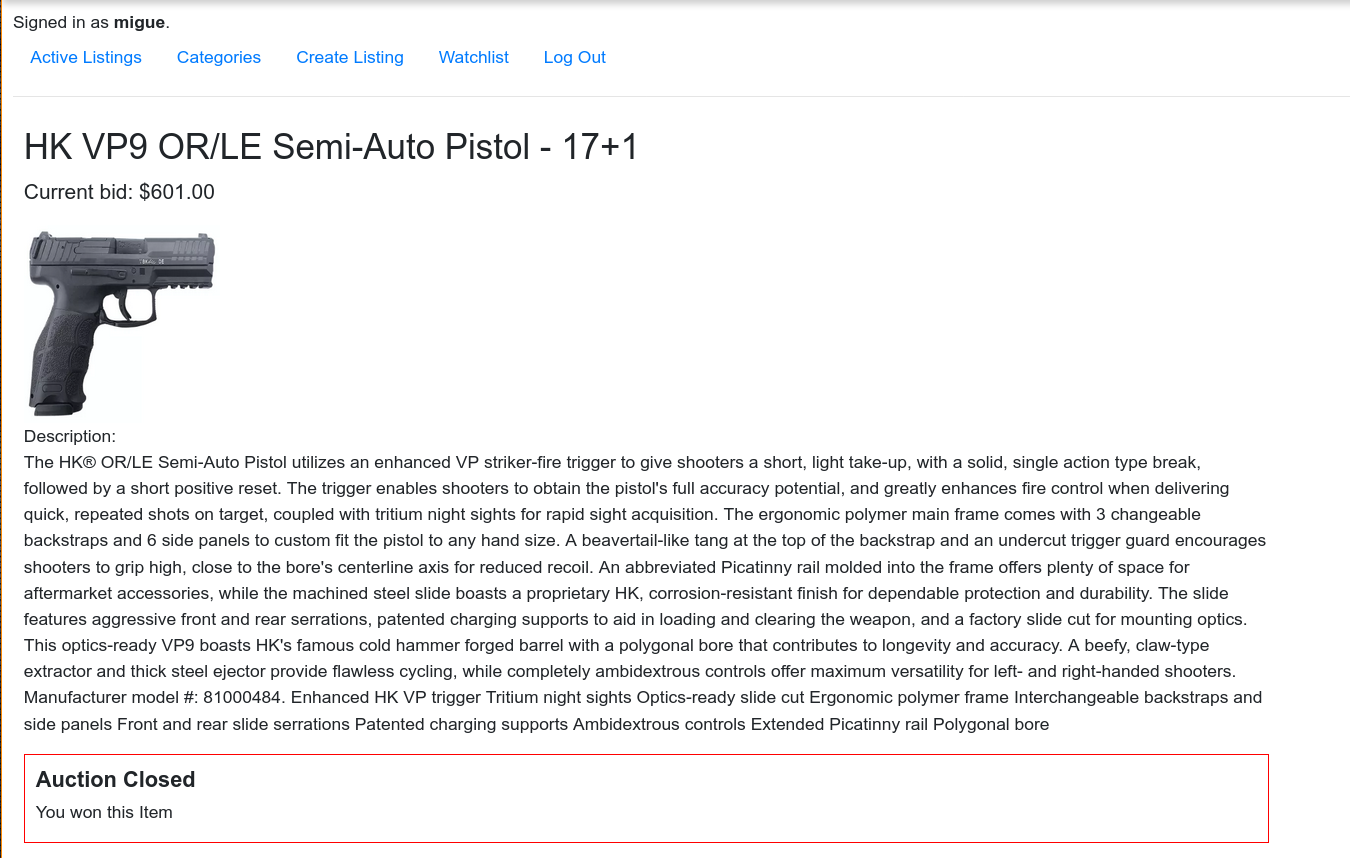 Signed in as migue.
Active Listings Categories Create Listing Watchlist Log Out
HK VP9 OR/LE Semi-Auto Pistol - 17+1
Current bid: $601.00
Description:
The HK® OR/LE Semi-Auto Pistol utilizes an enhanced VP striker-fire trigger to give shooters a short, light take-up, with a solid, single action type break,
followed by a short positive reset. The trigger enables shooters to obtain the pistol's full accuracy potential, and greatly enhances fire control when delivering
quick, repeated shots on target, coupled with tritium night sights for rapid sight acquisition. The ergonomic polymer main frame comes with 3 changeable
backstraps and 6 side panels to custom fit the pistol to any hand size. A beavertail-like tang at the top of the backstrap and an undercut trigger guard encourages
shooters to grip high, close to the bore's centerline axis for reduced recoil. An abbreviated Picatinny rail molded into the frame offers plenty of space for
aftermarket accessories, while the machined steel slide boasts a proprietary HK, corrosion-resistant finish for dependable protection and durability. The slide
features aggressive front and rear serrations, patented charging supports to aid in loading and clearing the weapon, and a factory slide cut for mounting optics.
This optics-ready VP9 boasts HK's famous cold hammer forged barrel with a polygonal bore that contributes to longevity and accuracy. A beefy, claw-type
extractor and thick steel ejector provide flawless cycling, while completely ambidextrous controls offer maximum versatility for left- and right-handed shooters.
Manufacturer model #: 81000484. Enhanced HK VP trigger Tritium night sights Optics-ready slide cut Ergonomic polymer frame Interchangeable backstraps and
side panels Front and rear slide serrations Patented charging supports Ambidextrous controls Extended Picatinny rail Polygonal bore
Auction Closed
You won this Item